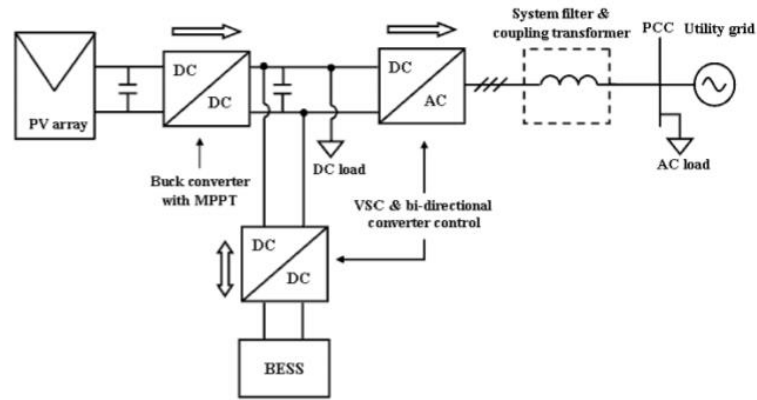 System filter &
coupling transformer
PCC
Utility grid
PV array
DC
DC
DC
AC
Buck converter
with MPPT
DC load
AC load
VSC & bi-directional
converter control
DC
DC
BESS